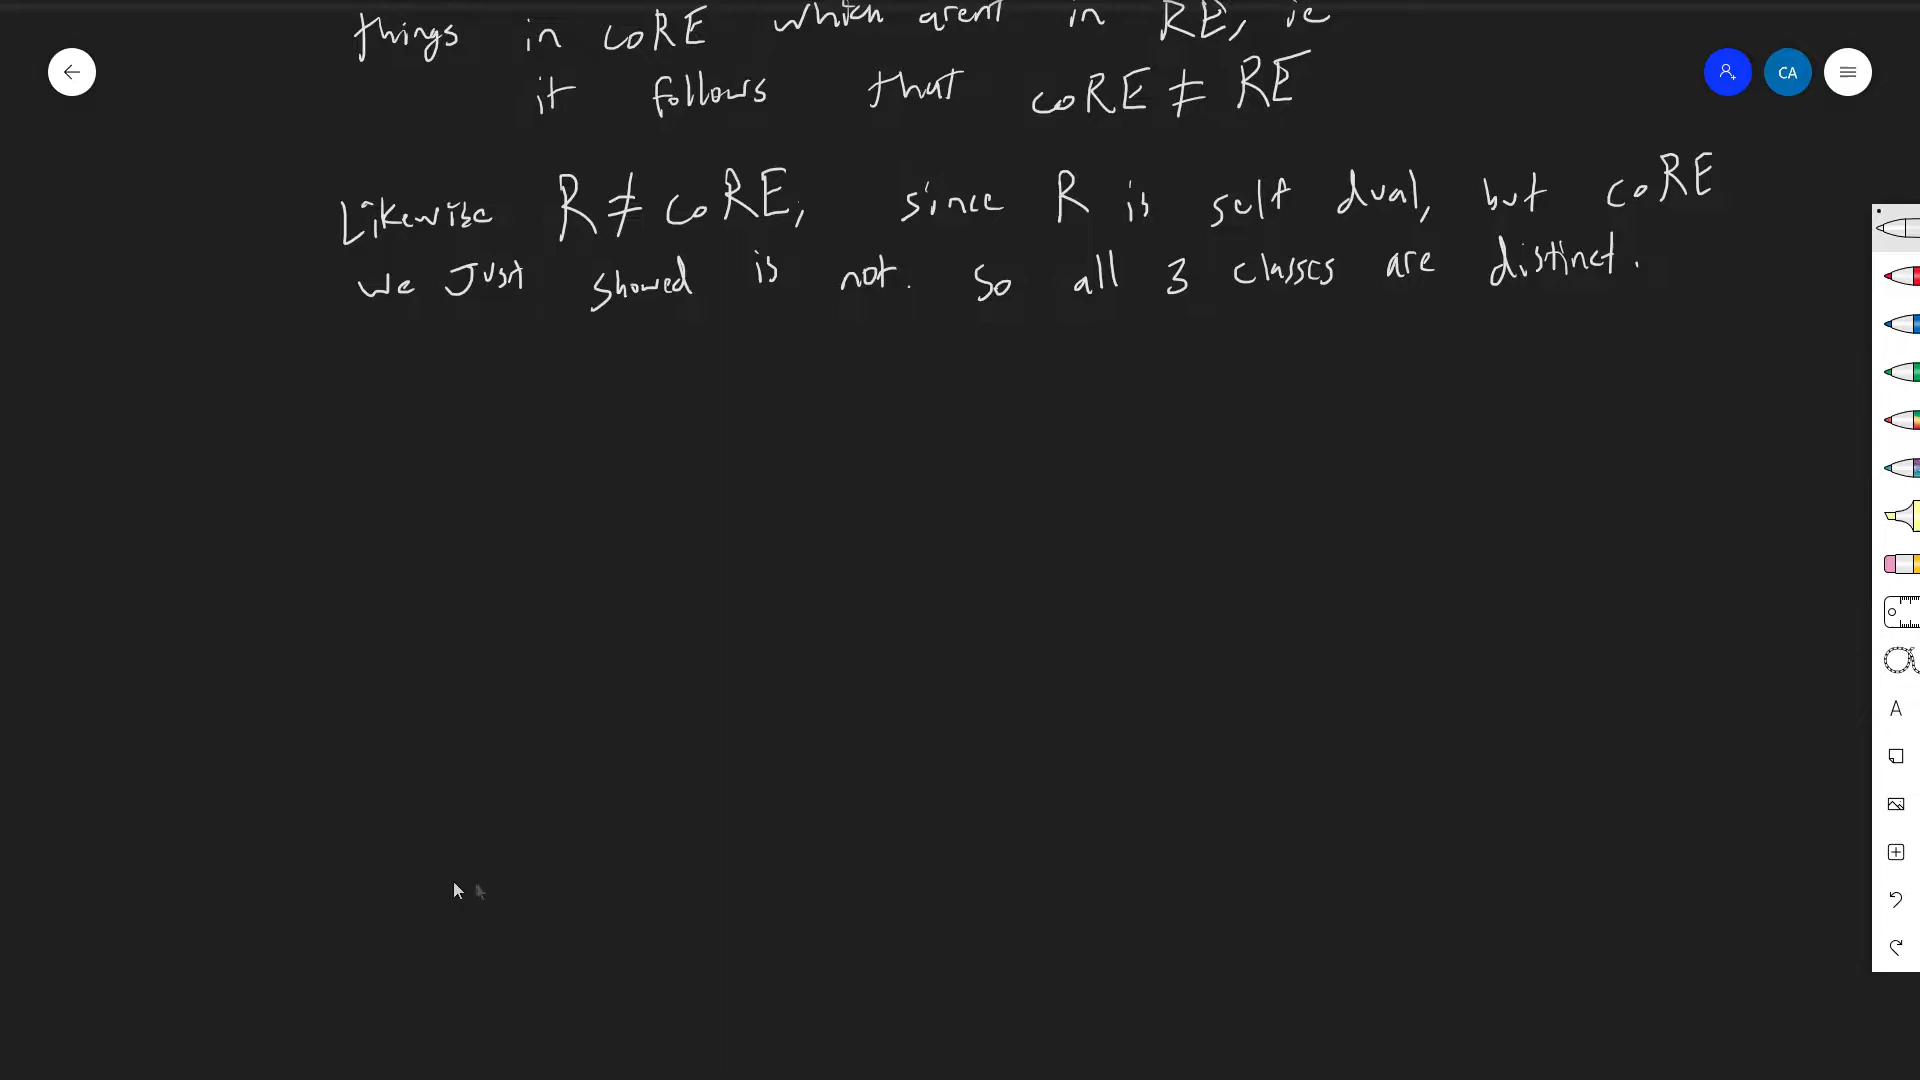 things in coRE which arent in RE, ie
it follows that coRE ≠ RE
Likewise R ≠ coRE, since R is self dual, but coRE
we Just showed is not. So all 3 classes are distinct.
CA
A